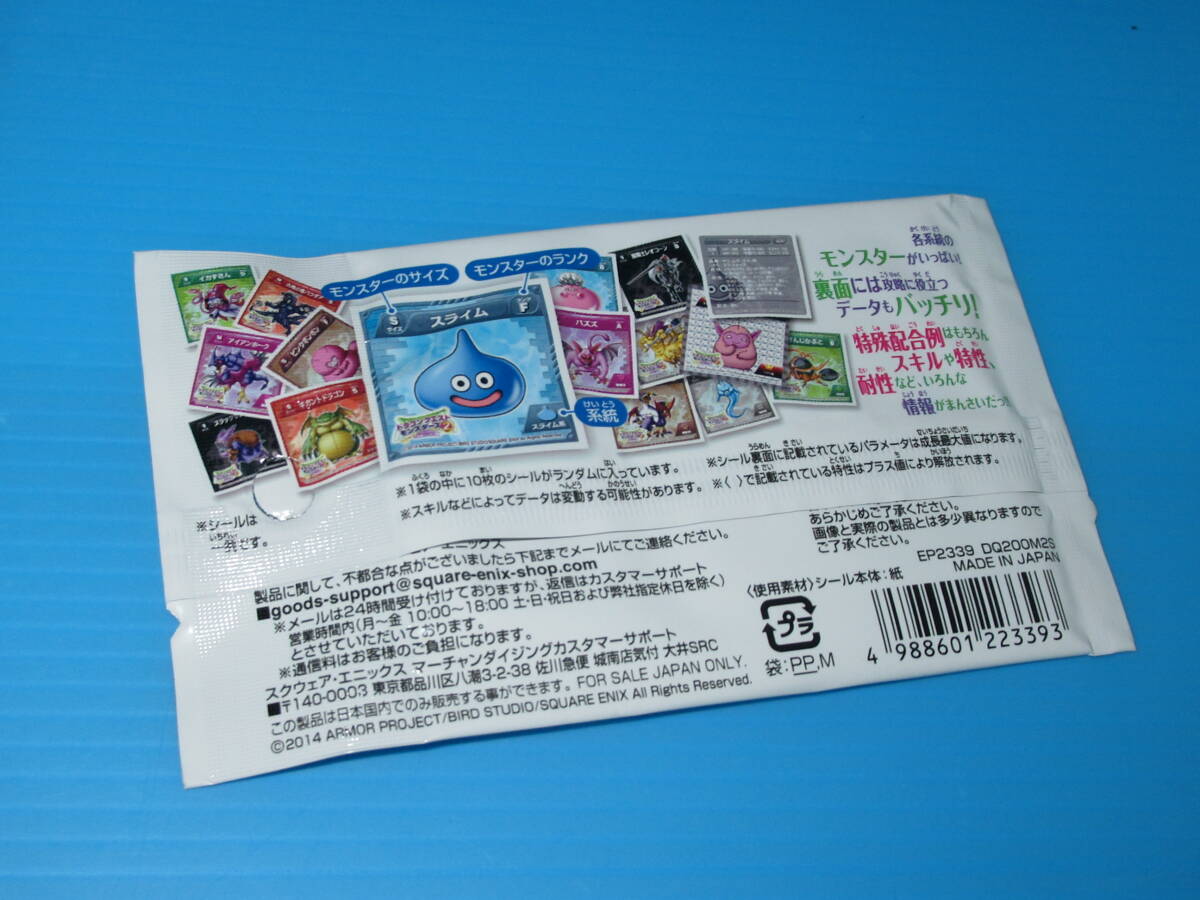 各系統の
モンスターがいっぱい!
裏面には攻略に役立つ
データもバッチリ!
特殊配合例はもちろん
スキルや特性、
耐性など、いろんな
情報がまんさいだっ!
モンスターのサイズ
モンスターのランク
S サイズ
スライム
ランク F
系統
スライム系
イカずきん S
アイアンホーク
ピンクモーモン
ギガントドラゴン
バズズ A
スライム
※1袋の中に10枚のシールがランダムに入っています。
※スキルなどによってデータは変動する可能性があります。
※シール裏面に記載されているパラメータは成長最大値になります。
※〈 〉で記載されている特性はプラス値により解放されます。
※シールは
一発です。
あらかじめご了承ください。
画像と実際の製品とは多少異なりますので
ご了承ください。
EP2339 DQ200M2S
MADE IN JAPAN
製品に関して、不都合な点がございましたら下記までメールにてご連絡ください。
■goods-support@square-enix-shop.com
※メールは24時間受け付けておりますが、返信はカスタマーサポート
営業時間内(月〜金 10:00〜18:00 土・日・祝日および弊社指定休日を除く)
とさせていただいております。
※通信料はお客様のご負担になります。
スクウェア・エニックス マーチャンダイジングカスタマーサポート
■〒140-0003 東京都品川区八潮3-2-38 佐川急便 城南店気付 大井SRC
この製品は日本国内でのみ販売する事ができます。FOR SALE JAPAN ONLY.
©2014 ARMOR PROJECT/BIRD STUDIO/SQUARE ENIX All Rights Reserved.
〈使用素材〉シール本体：紙
プラ
袋：PP,M
4 988601 223393